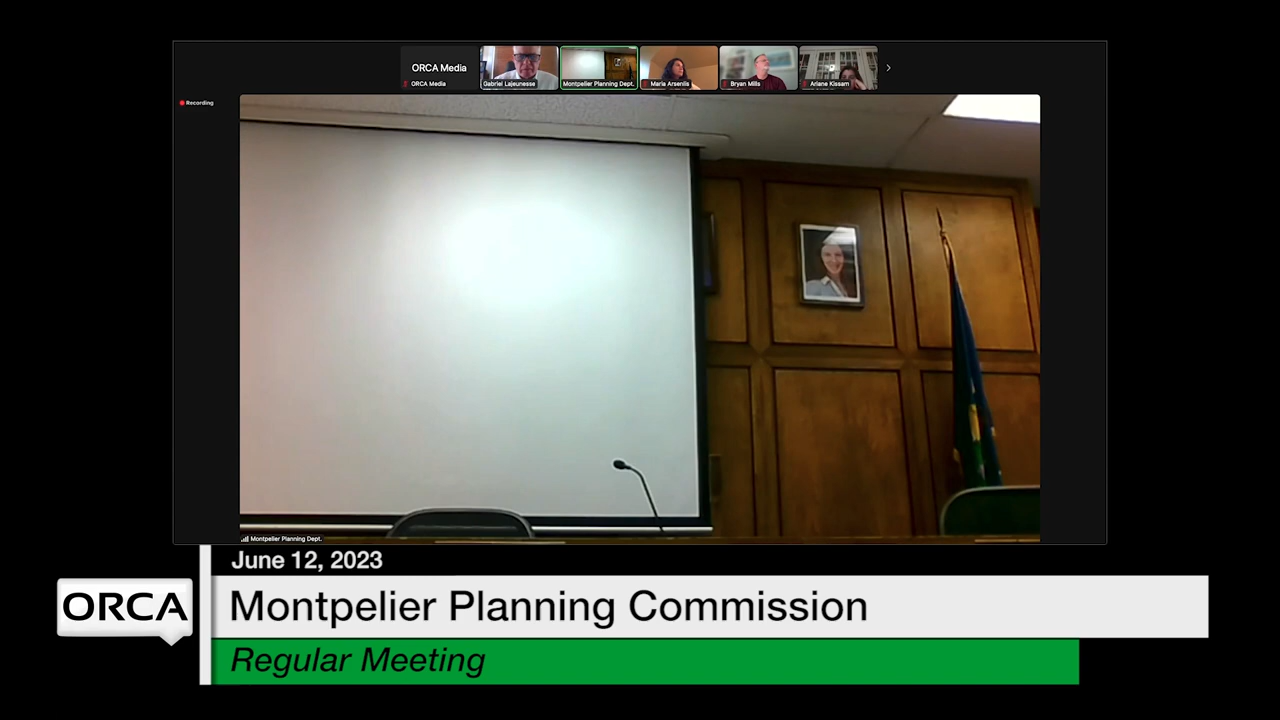 ORCA Media
ORCA Media
Gabriel Lajeunesse
Montpelier Planning Dept.
Maria Arsenlis
Bryan Mills
Ariane Kissam
Recording
Montpelier Planning Dept.
June 12, 2023
ORCA
Montpelier Planning Commission
Regular Meeting